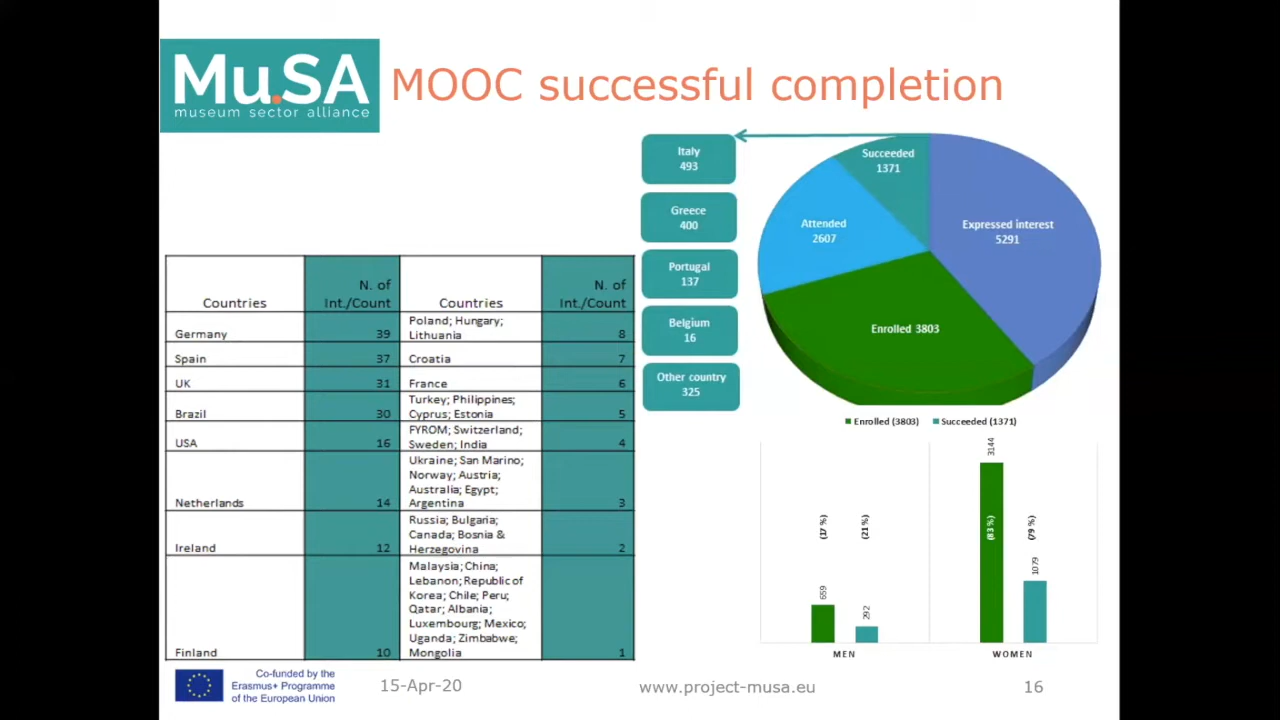 Mu.SA
museum sector alliance
MOOC successful completion
Italy
493
Greece
400
Portugal
137
Belgium
16
Other country
325
Succeeded
1371
Attended
2607
Expressed interest
5291
Enrolled 3803
Countries
N. of
Int./Count
Countries
N. of
Int./Count
Germany
39
Poland; Hungary;
Lithuania
8
Spain
37
Croatia
7
UK
31
France
6
Brazil
30
Turkey; Philippines;
Cyprus; Estonia
5
USA
16
FYROM; Switzerland;
Sweden; India
4
Netherlands
14
Ukraine; San Marino;
Norway; Austria;
Australia; Egypt;
Argentina
3
Ireland
12
Russia; Bulgaria;
Canada; Bosnia &
Herzegovina
2
Finland
10
Malaysia; China;
Lebanon; Republic of
Korea; Chile; Peru;
Qatar; Albania;
Luxembourg; Mexico;
Uganda; Zimbabwe;
Mongolia
1
Enrolled (3803)
Succeeded (1371)
659
(17 %)
292
(21 %)
3144
(83 %)
1079
(79 %)
MEN
WOMEN
Co-funded by the
Erasmus+ Programme
of the European Union
15-Apr-20
www.project-musa.eu
16